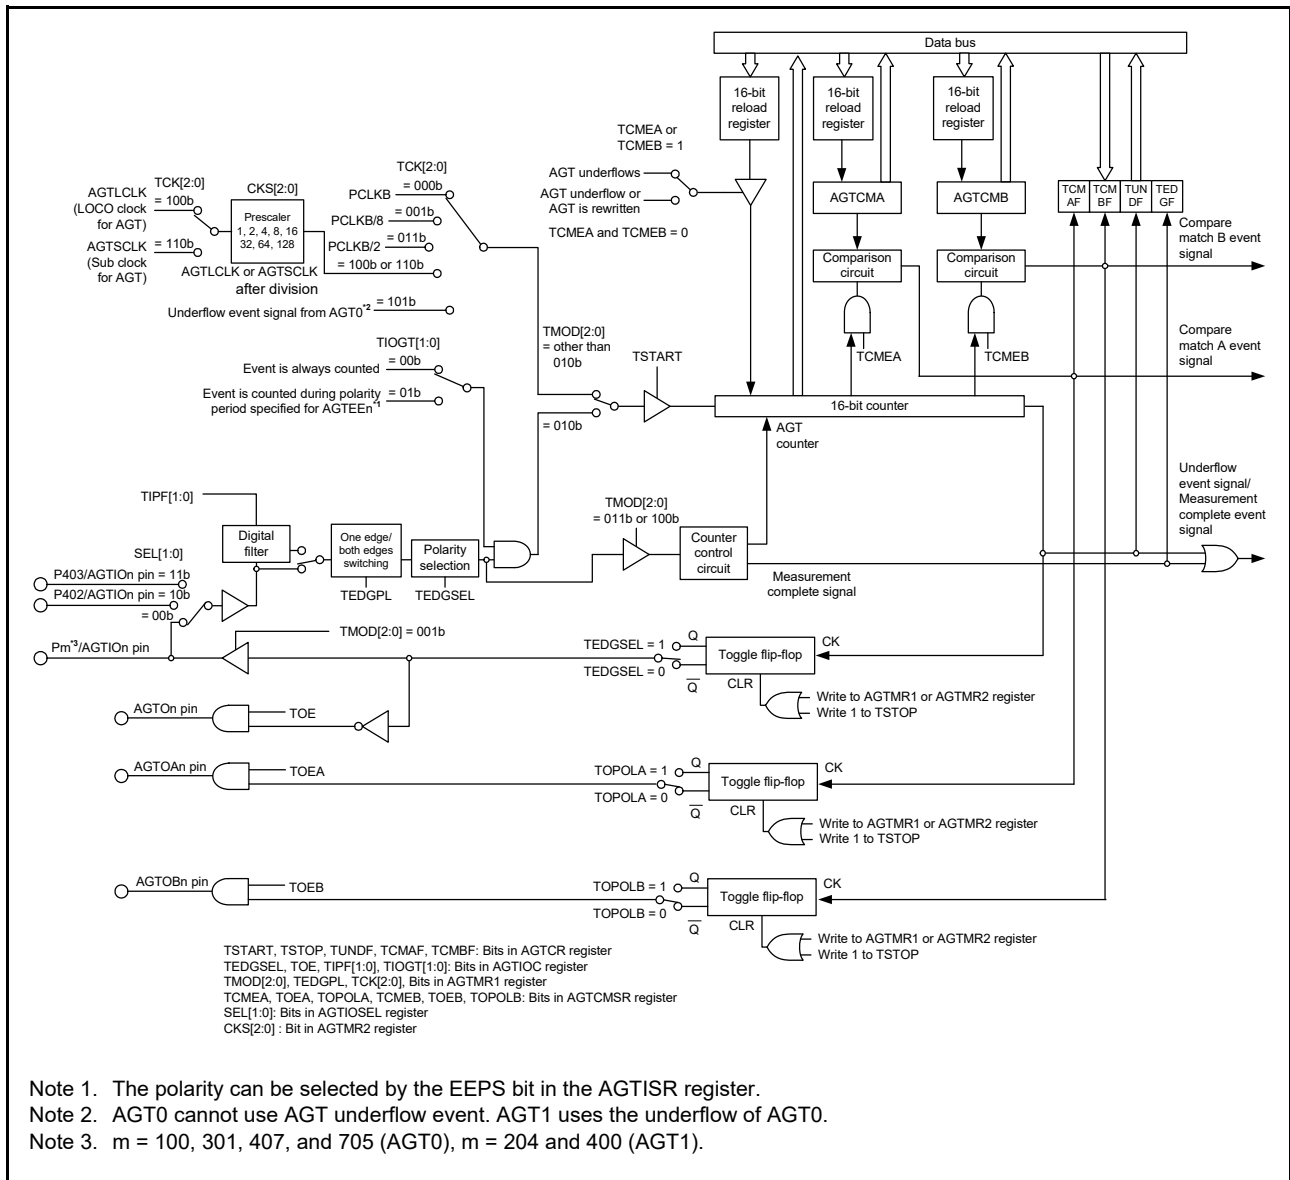 Data bus
16-bit
reload
register
16-bit
reload
register
16-bit
reload
register
TCMEA or
TCMEB = 1
AGT underflows
AGT underflow or
AGT is rewritten
TCMEA and TCMEB = 0
AGTCMA
AGTCMB
TCM
AF
TCM
BF
TUN
DF
TED
GF
Comparison
circuit
Comparison
circuit
TCMEA
TCMEB
Compare
match B event
signal
Compare
match A event
signal
AGTLCLK
(LOCO clock
for AGT)
TCK[2:0]
= 100b
AGTSCLK
(Sub clock
for AGT)
= 110b
CKS[2:0]
Prescaler
1, 2, 4, 8, 16
32, 64, 128
AGTLCLK or AGTSCLK
after division
TCK[2:0]
PCLKB
= 000b
PCLKB/8
= 001b
PCLKB/2
= 011b
= 100b or 110b
Underflow event signal from AGT0*2
= 101b
TIOGT[1:0]
Event is always counted
= 00b
Event is counted during polarity
period specified for AGTEEn*1
= 01b
TMOD[2:0]
= other than
010b
= 010b
TSTART
16-bit counter
AGT
counter
TIPF[1:0]
Digital
filter
SEL[1:0]
P403/AGTIOn pin = 11b
P402/AGTIOn pin = 10b
= 00b
One edge/
both edges
switching
TEDGPL
Polarity
selection
TEDGSEL
TMOD[2:0]
= 011b or 100b
Counter
control
circuit
Measurement
complete signal
Underflow
event signal/
Measurement
complete event
signal
Pm*3/AGTIOn pin
TMOD[2:0] = 001b
TEDGSEL = 1
TEDGSEL = 0
Q
Q
Toggle flip-flop
CK
CLR
Write to AGTMR1 or AGTMR2 register
Write 1 to TSTOP
AGTOn pin
TOE
AGTOAn pin
TOEA
TOPOLA = 1
TOPOLA = 0
Q
Q
Toggle flip-flop
CK
CLR
Write to AGTMR1 or AGTMR2 register
Write 1 to TSTOP
AGTOBn pin
TOEB
TOPOLB = 1
TOPOLB = 0
Q
Q
Toggle flip-flop
CK
CLR
Write to AGTMR1 or AGTMR2 register
Write 1 to TSTOP
TSTART, TSTOP, TUNDF, TCMAF, TCMBF: Bits in AGTCR register
TEDGSEL, TOE, TIPF[1:0], TIOGT[1:0]: Bits in AGTIOC register
TMOD[2:0], TEDGPL, TCK[2:0], Bits in AGTMR1 register
TCMEA, TOEA, TOPOLA, TCMEB, TOEB, TOPOLB: Bits in AGTCMSR register
SEL[1:0]: Bits in AGTIOSEL register
CKS[2:0] : Bit in AGTMR2 register
Note 1. The polarity can be selected by the EEPS bit in the AGTISR register.
Note 2. AGT0 cannot use AGT underflow event. AGT1 uses the underflow of AGT0.
Note 3. m = 100, 301, 407, and 705 (AGT0), m = 204 and 400 (AGT1).